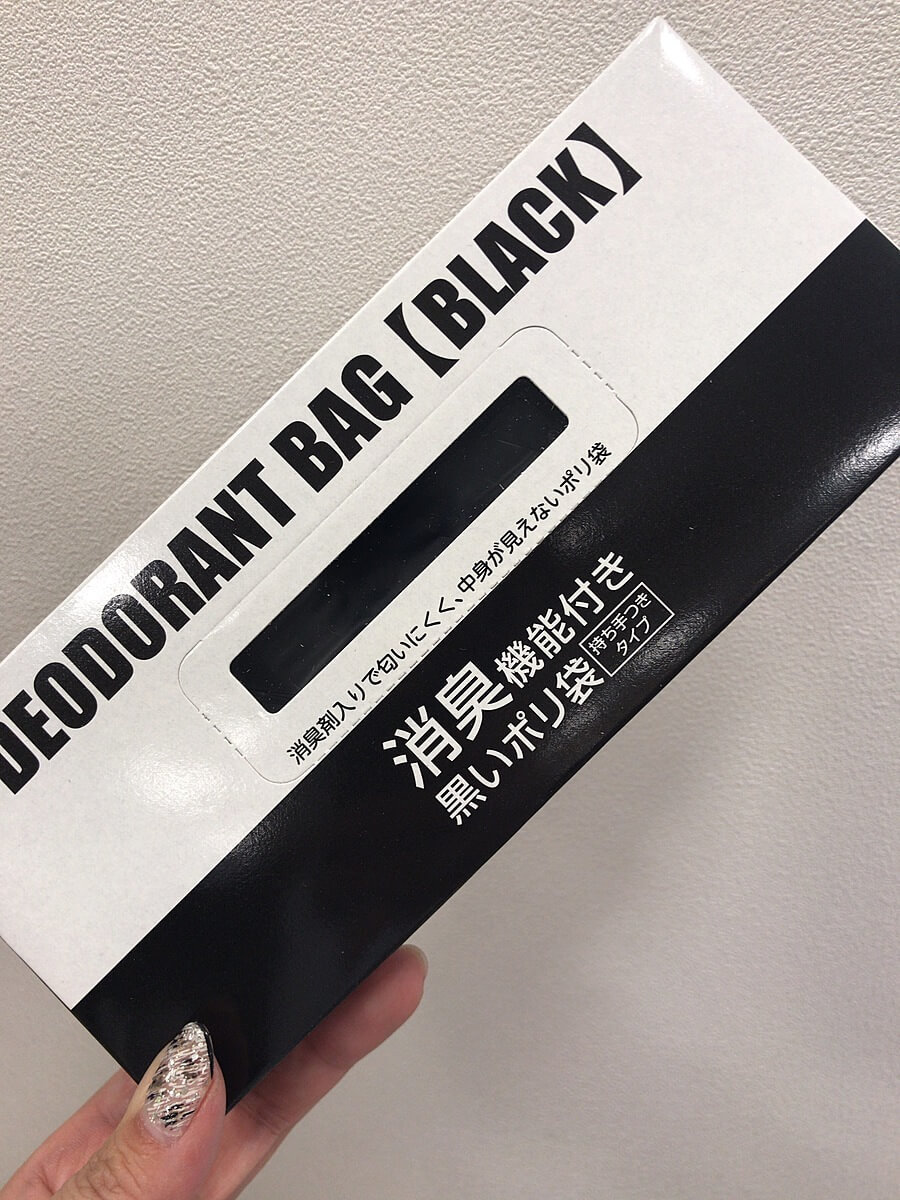 DEODORANT BAG【BLACK】
消臭剤入りで匂いにくく、中身が見えないポリ袋
消臭機能付き
黒いポリ袋
持ち手つき
タイプ